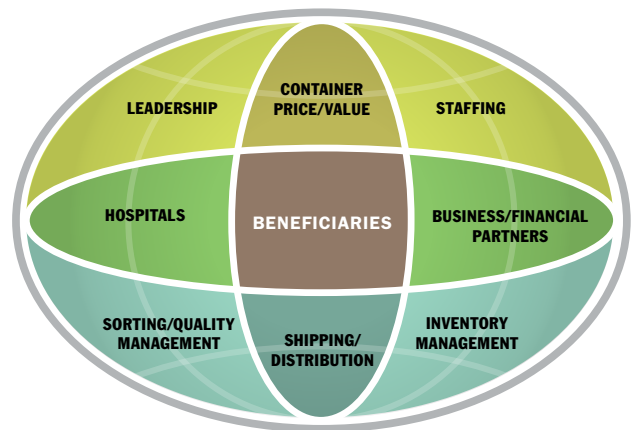 LEADERSHIP
CONTAINER
PRICE/VALUE
STAFFING
HOSPITALS
BENEFICIARIES
BUSINESS/FINANCIAL
PARTNERS
SORTING/QUALITY
MANAGEMENT
SHIPPING/
DISTRIBUTION
INVENTORY
MANAGEMENT